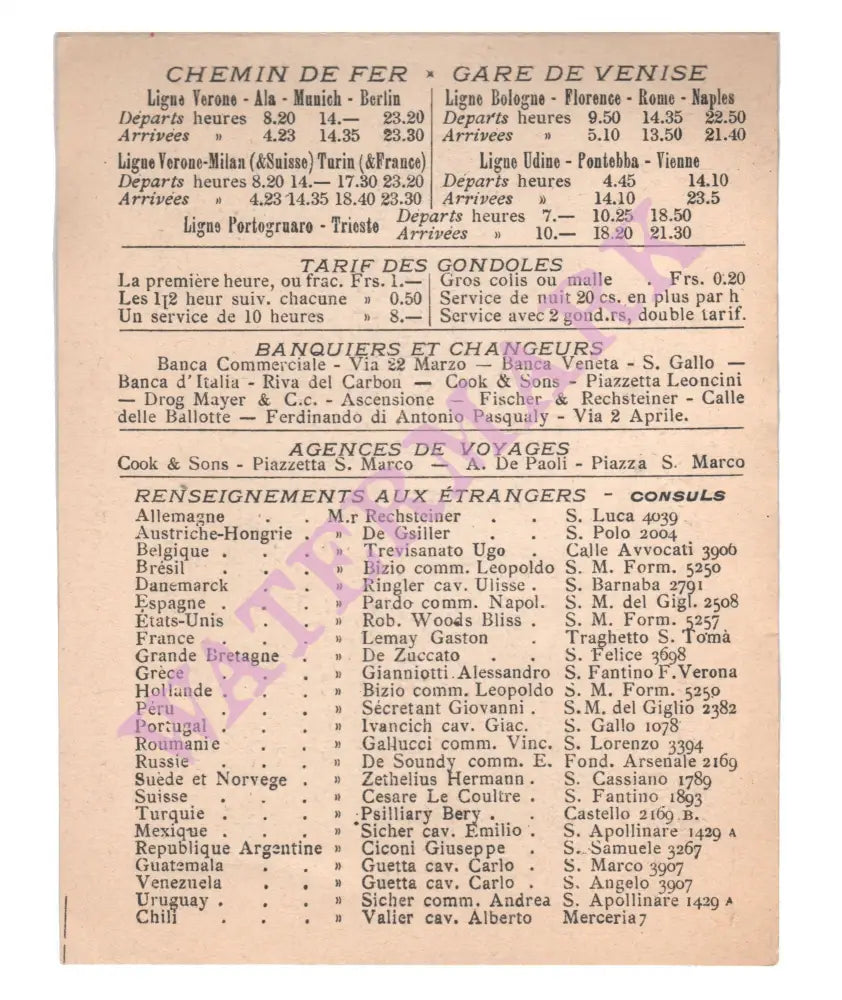 CHEMIN DE FER × GARE DE VENISE
Ligne Verone - Ala - Munich - Berlin
Départs heures 8.20 14.— 23.20
Arrivées » 4.23 14.35 23.30
Ligne Bologne - Florence - Rome - Naples
Départs heures 9.50 14.35 22.50
Arrivées » 5.10 13.50 21.40
Ligne Verone-Milan (&Suisse) Turin (&France)
Départs heures 8.20 14.— 17.30 23.20
Arrivées » 4.23 14.35 18.40 23.30
Ligne Udine - Pontebba - Vienne
Départs heures 4.45 14.10
Arrivées » 14.10 23.5
Ligne Portogruaro - Trieste
Départs heures 7.— 10.25 18.50
Arrivées » 10.— 18.20 21.30
TARIF DES GONDOLES
La première heure, ou frac. Frs. 1.—
Les 1|2 heur suiv. chacune » 0.50
Un service de 10 heures » 8.—
Gros colis ou malle . Frs. 0.20
Service de nuit 20 cs. en plus par h
Service avec 2 gond.rs, double tarif.
BANQUIERS ET CHANGEURS
Banca Commerciale - Via 22 Marzo — Banca Veneta - S. Gallo —
Banca d'Italia - Riva del Carbon — Cook & Sons - Piazzetta Leoncini
— Drog Mayer & C.c. - Ascensione — Fischer & Rechsteiner - Calle
delle Ballotte — Ferdinando di Antonio Pasqualy - Via 2 Aprile.
AGENCES DE VOYAGES
Cook & Sons - Piazzetta S. Marco — A. De Paoli - Piazza S. Marco
RENSEIGNEMENTS AUX ÉTRANGERS - CONSULS
Allemagne . . M.r Rechsteiner . . S. Luca 4039
Austriche-Hongrie . » De Gsiller . . S. Polo 2004
Belgique . . . » Trevisanato Ugo . Calle Avvocati 3906
Brésil . . . » Bizio comm. Leopoldo S. M. Form. 5250
Danemarck . . » Ringler cav. Ulisse . S. Barnaba 2791
Espagne . . . » Pardo comm. Napol. S. M. del Gigl. 2508
États-Unis . . » Rob. Woods Bliss . S. M. Form. 5257
France . . . » Lemay Gaston . Traghetto S. Tomà
Grande Bretagne . » De Zuccato . . S. Felice 3698
Grèce . . . » Gianniotti Alessandro S. Fantino F. Verona
Hollande . . . » Bizio comm. Leopoldo S. M. Form. 5250
Péru . . . » Sécretant Giovanni . S.M. del Giglio 2382
Portugal . . . » Ivancich cav. Giac. S. Gallo 1078
Roumanie . . » Gallucci comm. Vinc. S. Lorenzo 3394
Russie . . . » De Soundy comm. E. Fond. Arsenale 2169
Suède et Norvege . » Zethelius Hermann . S. Cassiano 1789
Suisse . . . » Cesare Le Coultre . S. Fantino 1893
Turquie . . . » Psilliary Bery . . Castello 2169 B.
Mexique . . . » Sicher cav. Emilio . S. Apollinare 1429 A
Republique Argentine » Ciconi Giuseppe . S. Samuele 3267
Guatemala . . » Guetta cav. Carlo . S. Marco 3907
Venezuela . . » Guetta cav. Carlo . S. Angelo 3907
Uruguay . . . » Sicher comm. Andrea S. Apollinare 1429 A
Chili . . . » Valier cav. Alberto Merceria 7
WATERMARK